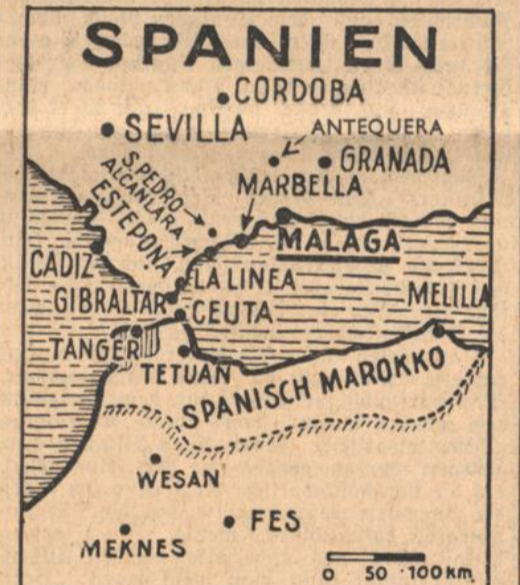 SPANIEN
CORDOBA
SEVILLA
ANTEQUERA
GRANADA
S.PEDRO
ALCANLARA
MARBELLA
ESTEPONA
MALAGA
CADIZ
LA LINEA
GIBRALTAR
CEUTA
MELILLA
TANGER
TETUAN
SPANISCH MAROKKO
WESAN
FES
MEKNES
0 50 100 km